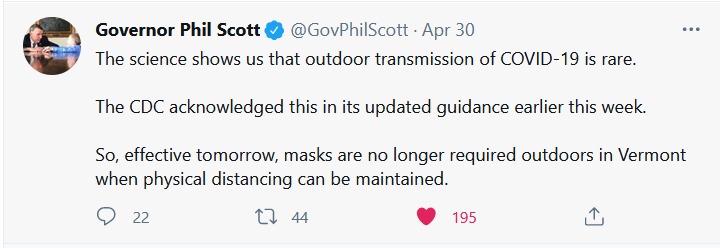 Governor Phil Scott @GovPhilScott · Apr 30
The science shows us that outdoor transmission of COVID-19 is rare.
The CDC acknowledged this in its updated guidance earlier this week.
So, effective tomorrow, masks are no longer required outdoors in Vermont
when physical distancing can be maintained.
22 44 195